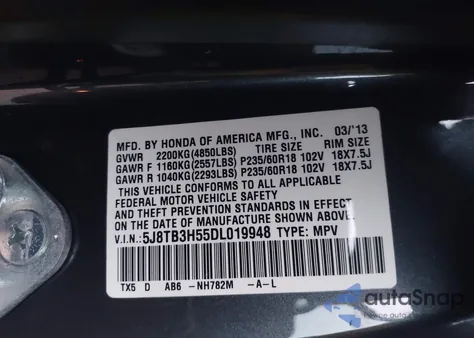 MFD. BY HONDA OF AMERICA MFG., INC. 03/'13
GVWR 2200KG(4850LBS) TIRE SIZE RIM SIZE
GAWR F 1160KG(2557LBS) P235/60R18 102V 18X7.5J
GAWR R 1040KG(2293LBS) P235/60R18 102V 18X7.5J
THIS VEHICLE CONFORMS TO ALL APPLICABLE
FEDERAL MOTOR VEHICLE SAFETY
AND THEFT PREVENTION STANDARDS IN EFFECT
ON THE DATE OF MANUFACTURE SHOWN ABOVE.
V.I.N: 5J8TB3H55DL019948 TYPE: MPV
TX5 D AB6 -NH782M -A-L
autoSnap